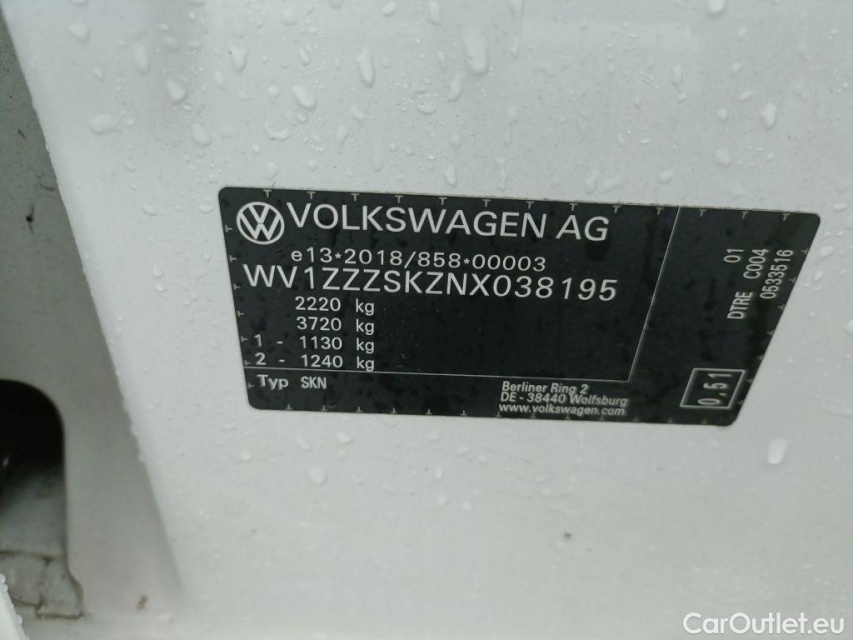 VOLKSWAGEN AG
e13*2018/858*00003
WV1ZZZSKZNX038195
2220 kg
3720 kg
1 - 1130 kg
2 - 1240 kg
Typ SKN
Berliner Ring 2
DE - 38440 Wolfsburg
www.volkswagen.com
01
DTRE C004
0533516
0,51
CarOutlet.eu